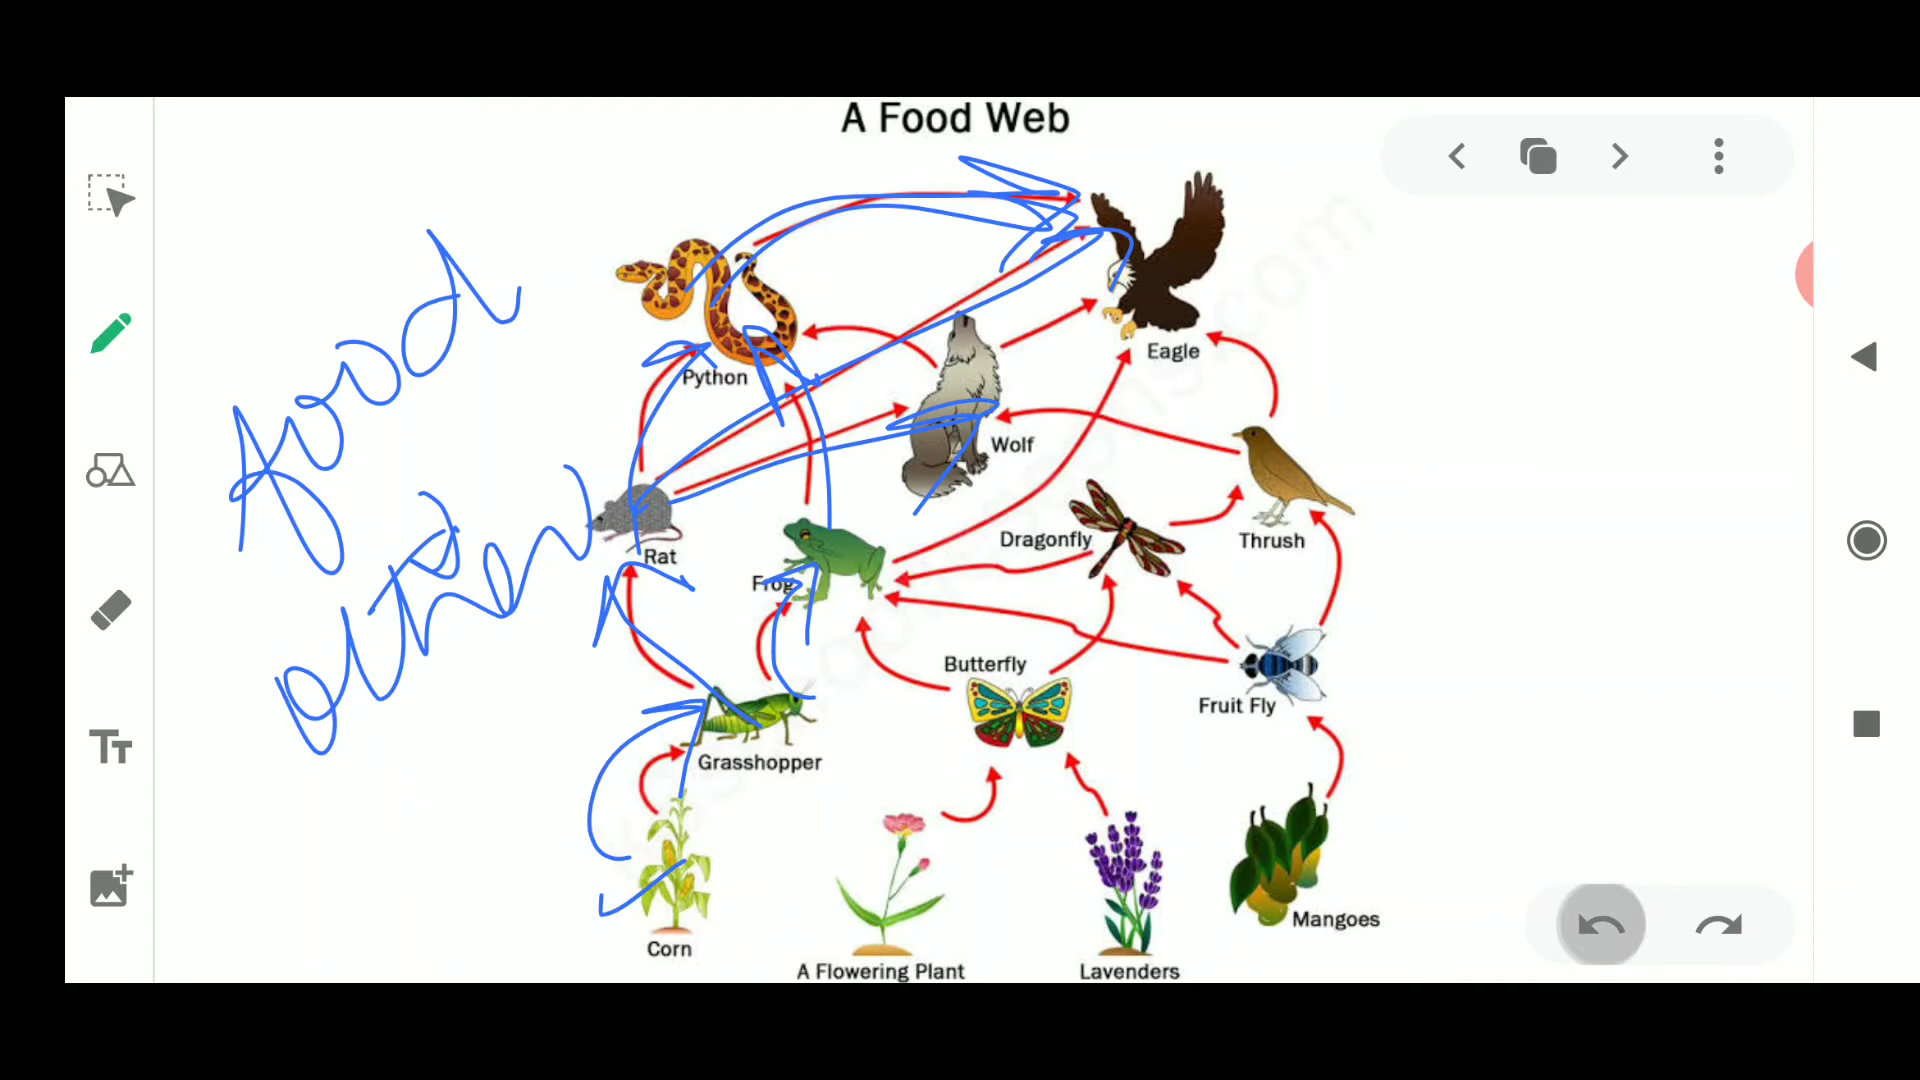 A Food Web
food
Python
Eagle
Wolf
Rat
Frog
Dragonfly
Thrush
Butterfly
Fruit Fly
Grasshopper
Corn
A Flowering Plant
Lavenders
Mangoes
TT